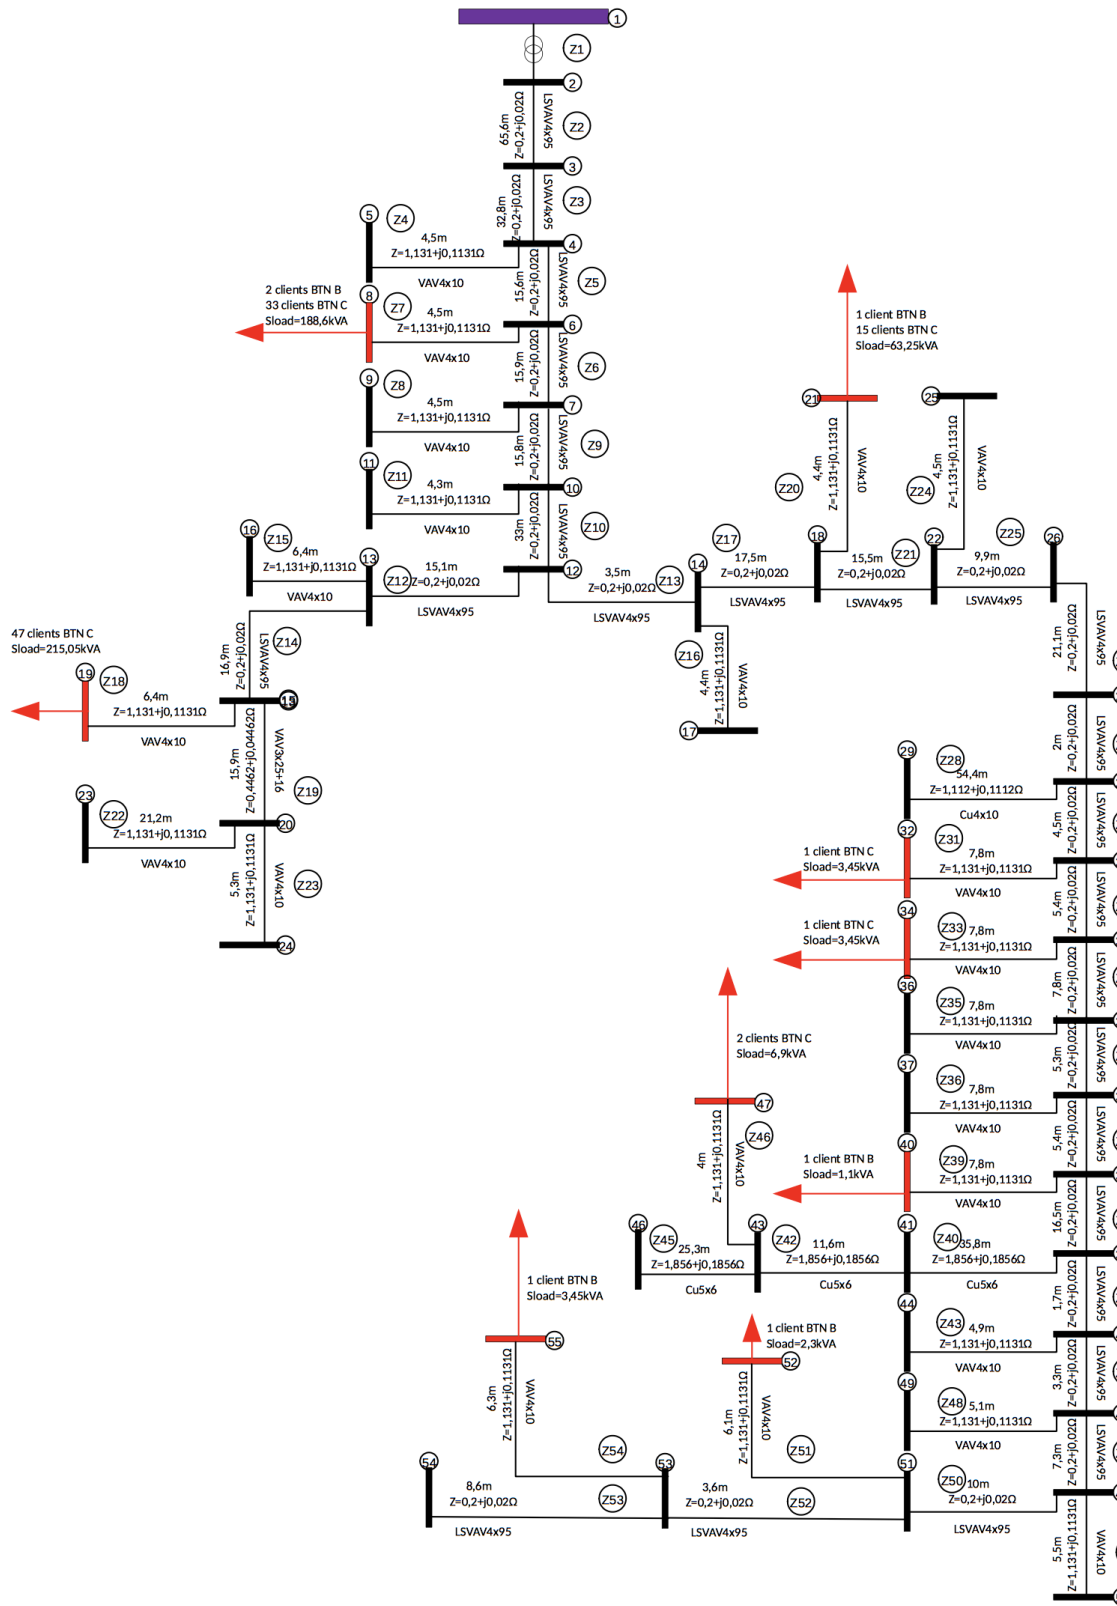 1
Z1
2
65,6m
Z=0,2+j0,02Ω
LSVAV4x95
Z2
3
32,8m
Z=0,2+j0,02Ω
LSVAV4x95
Z3
4
5
Z4
4,5m
Z=1,131+j0,1131Ω
VAV4x10
15,6m
Z=0,2+j0,02Ω
LSVAV4x95
Z5
2 clients BTN B
33 clients BTN C
Sload=188,6kVA
8
Z7
4,5m
Z=1,131+j0,1131Ω
VAV4x10
6
15,9m
Z=0,2+j0,02Ω
LSVAV4x95
Z6
9
Z8
4,5m
Z=1,131+j0,1131Ω
VAV4x10
7
15,8m
Z=0,2+j0,02Ω
LSVAV4x95
Z9
11
Z11
4,3m
Z=1,131+j0,1131Ω
VAV4x10
10
33m
Z=0,2+j0,02Ω
LSVAV4x95
Z10
12
16
Z15
6,4m
Z=1,131+j0,1131Ω
VAV4x10
13
Z12
15,1m
Z=0,2+j0,02Ω
LSVAV4x95
3,5m
Z=0,2+j0,02Ω
Z13
LSVAV4x95
14
Z17
17,5m
Z=0,2+j0,02Ω
LSVAV4x95
1 client BTN B
15 clients BTN C
Sload=63,25kVA
21
4,4m
Z=1,131+j0,1131Ω
VAV4x10
Z20
18
25
4,5m
Z=1,131+j0,1131Ω
VAV4x10
Z24
Z21
15,5m
Z=0,2+j0,02Ω
LSVAV4x95
22
Z25
9,9m
Z=0,2+j0,02Ω
LSVAV4x95
26
Z16
4,4m
Z=1,131+j0,1131Ω
VAV4x10
17
16,9m
Z=0,2+j0,02Ω
LSVAV4x95
Z14
47 clients BTN C
Sload=215,05kVA
19
Z18
6,4m
Z=1,131+j0,1131Ω
VAV4x10
15,9m
Z=0,4462+j0,04462Ω
VAV3x25+16
Z19
23
Z22
21,2m
Z=1,131+j0,1131Ω
VAV4x10
20
5,3m
Z=1,131+j0,1131Ω
VAV4x10
Z23
24
21,1m
Z=0,2+j0,02Ω
LSVAV4x95
2m
Z=0,2+j0,02Ω
LSVAV4x95
29
Z28
54,4m
Z=1,112+j0,1112Ω
Cu4x10
4,5m
Z=0,2+j0,02Ω
LSVAV4x95
1 client BTN C
Sload=3,45kVA
32
Z31
7,8m
Z=1,131+j0,1131Ω
VAV4x10
5,4m
Z=0,2+j0,02Ω
LSVAV4x95
1 client BTN C
Sload=3,45kVA
34
Z33
7,8m
Z=1,131+j0,1131Ω
VAV4x10
7,8m
Z=0,2+j0,02Ω
LSVAV4x95
36
Z35
7,8m
Z=1,131+j0,1131Ω
VAV4x10
5,3m
Z=0,2+j0,02Ω
LSVAV4x95
37
Z36
7,8m
Z=1,131+j0,1131Ω
VAV4x10
5,4m
Z=0,2+j0,02Ω
LSVAV4x95
2 clients BTN C
Sload=6,9kVA
47
4m
Z=1,131+j0,1131Ω
VAV4x10
Z46
1 client BTN B
Sload=1,1kVA
40
Z39
7,8m
Z=1,131+j0,1131Ω
VAV4x10
16,5m
Z=0,2+j0,02Ω
LSVAV4x95
46
Z45
25,3m
Z=1,856+j0,1856Ω
Cu5x6
43
Z42
11,6m
Z=1,856+j0,1856Ω
Cu5x6
41
Z40
35,8m
Z=1,856+j0,1856Ω
Cu5x6
1,7m
Z=0,2+j0,02Ω
LSVAV4x95
44
Z43
4,9m
Z=1,131+j0,1131Ω
VAV4x10
3,3m
Z=0,2+j0,02Ω
LSVAV4x95
49
Z48
5,1m
Z=1,131+j0,1131Ω
VAV4x10
7,3m
Z=0,2+j0,02Ω
LSVAV4x95
1 client BTN B
Sload=3,45kVA
55
6,3m
Z=1,131+j0,1131Ω
VAV4x10
1 client BTN B
Sload=2,3kVA
52
6,1m
Z=1,131+j0,1131Ω
VAV4x10
Z51
Z54
54
8,6m
Z=0,2+j0,02Ω
LSVAV4x95
Z53
53
3,6m
Z=0,2+j0,02Ω
LSVAV4x95
Z52
51
Z50
10m
Z=0,2+j0,02Ω
LSVAV4x95
5,5m
Z=1,131+j0,1131Ω
VAV4x10